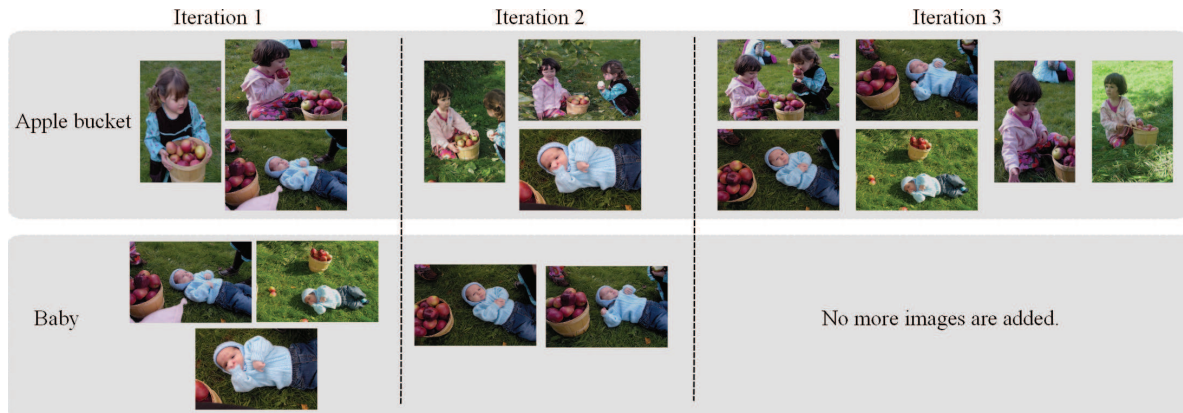 Iteration 1
Iteration 2
Iteration 3
Apple bucket
Baby
No more images are added.